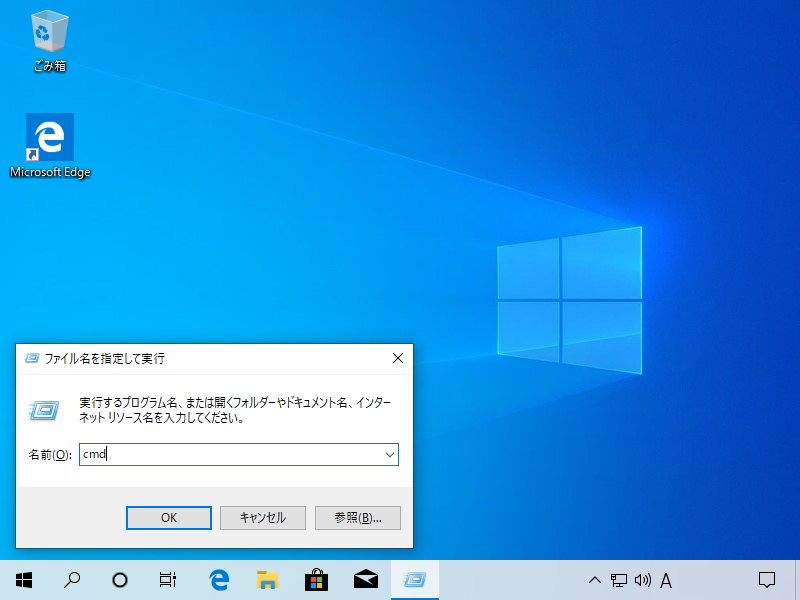 ごみ箱
Microsoft Edge
ファイル名を指定して実行
実行するプログラム名、または開くフォルダーやドキュメント名、インター
ネット リソース名を入力してください。
名前(O): cmd
OK キャンセル 参照(B)...
A